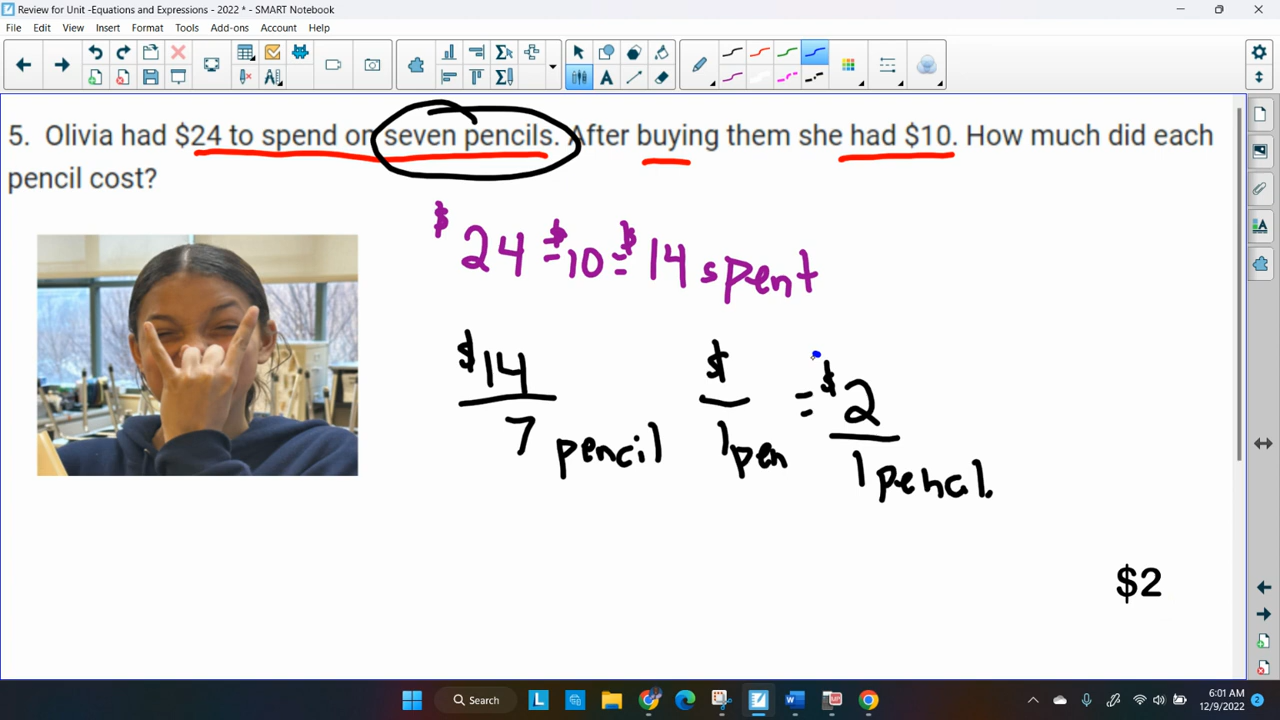 Review for Unit -Equations and Expressions - 2022 * - SMART Notebook
File Edit View Insert Format Tools Add-ons Account Help
5. Olivia had $24 to spend on seven pencils. After buying them she had $10. How much did each
pencil cost?
$24 - $10 = $14 spent
$14 $ = $2
7 pencil 1pen 1 pencil.
$2
Search
6:01 AM
12/9/2022